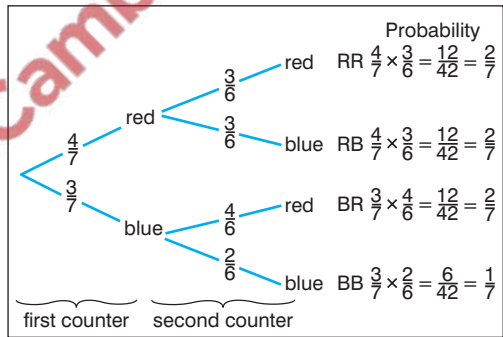 Cam
Probability
red RR 4/7 × 3/6 = 12/42 = 2/7
3/6
red
4/7
3/6
blue RB 4/7 × 3/6 = 12/42 = 2/7
3/7
red BR 3/7 × 4/6 = 12/42 = 2/7
4/6
blue
2/6
blue BB 3/7 × 2/6 = 6/42 = 1/7
first counter second counter